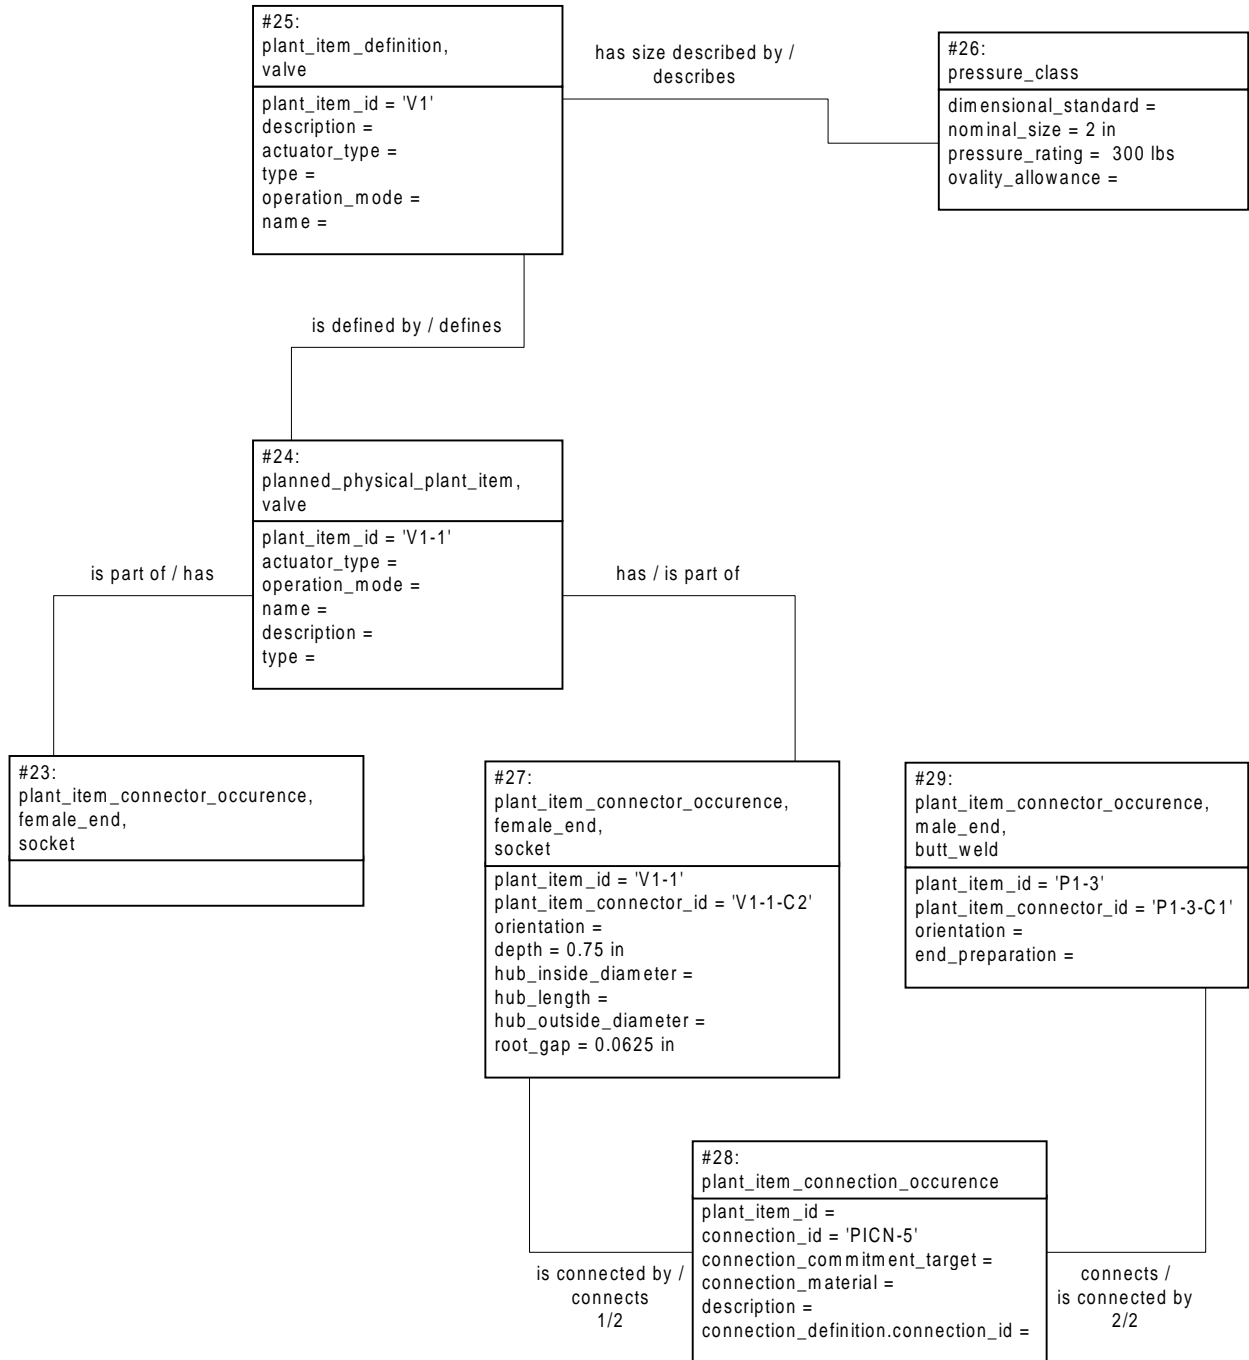 #25:
plant_item_definition,
valve
plant_item_id = 'V1'
description =
actuator_type =
type =
operation_mode =
name =
has size described by /
describes
#26:
pressure_class
dimensional_standard =
nominal_size = 2 in
pressure_rating = 300 lbs
ovality_allowance =
is defined by / defines
#24:
planned_physical_plant_item,
valve
plant_item_id = 'V1-1'
actuator_type =
operation_mode =
name =
description =
type =
is part of / has
has / is part of
#23:
plant_item_connector_occurence,
female_end,
socket
#27:
plant_item_connector_occurence,
female_end,
socket
plant_item_id = 'V1-1'
plant_item_connector_id = 'V1-1-C2'
orientation =
depth = 0.75 in
hub_inside_diameter =
hub_length =
hub_outside_diameter =
root_gap = 0.0625 in
#29:
plant_item_connector_occurence,
male_end,
butt_weld
plant_item_id = 'P1-3'
plant_item_connector_id = 'P1-3-C1'
orientation =
end_preparation =
#28:
plant_item_connection_occurence
plant_item_id =
connection_id = 'PICN-5'
connection_commitment_target =
connection_material =
description =
connection_definition.connection_id =
is connected by /
connects
1/2
connects /
is connected by
2/2